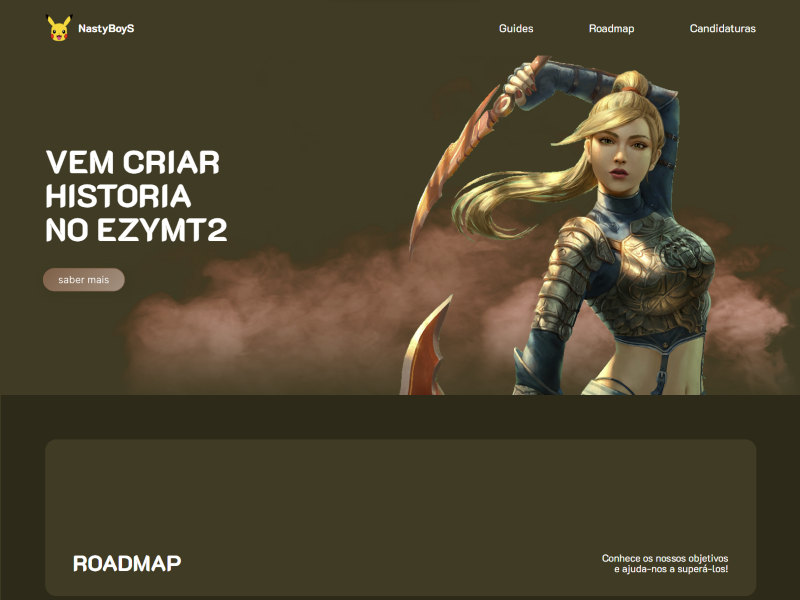 NastyBoyS
Guides
Roadmap
Candidaturas
VEM CRIAR
HISTORIA
NO EZYMT2
saber mais
ROADMAP
Conhece os nossos objetivos
e ajuda-nos a superá-los!